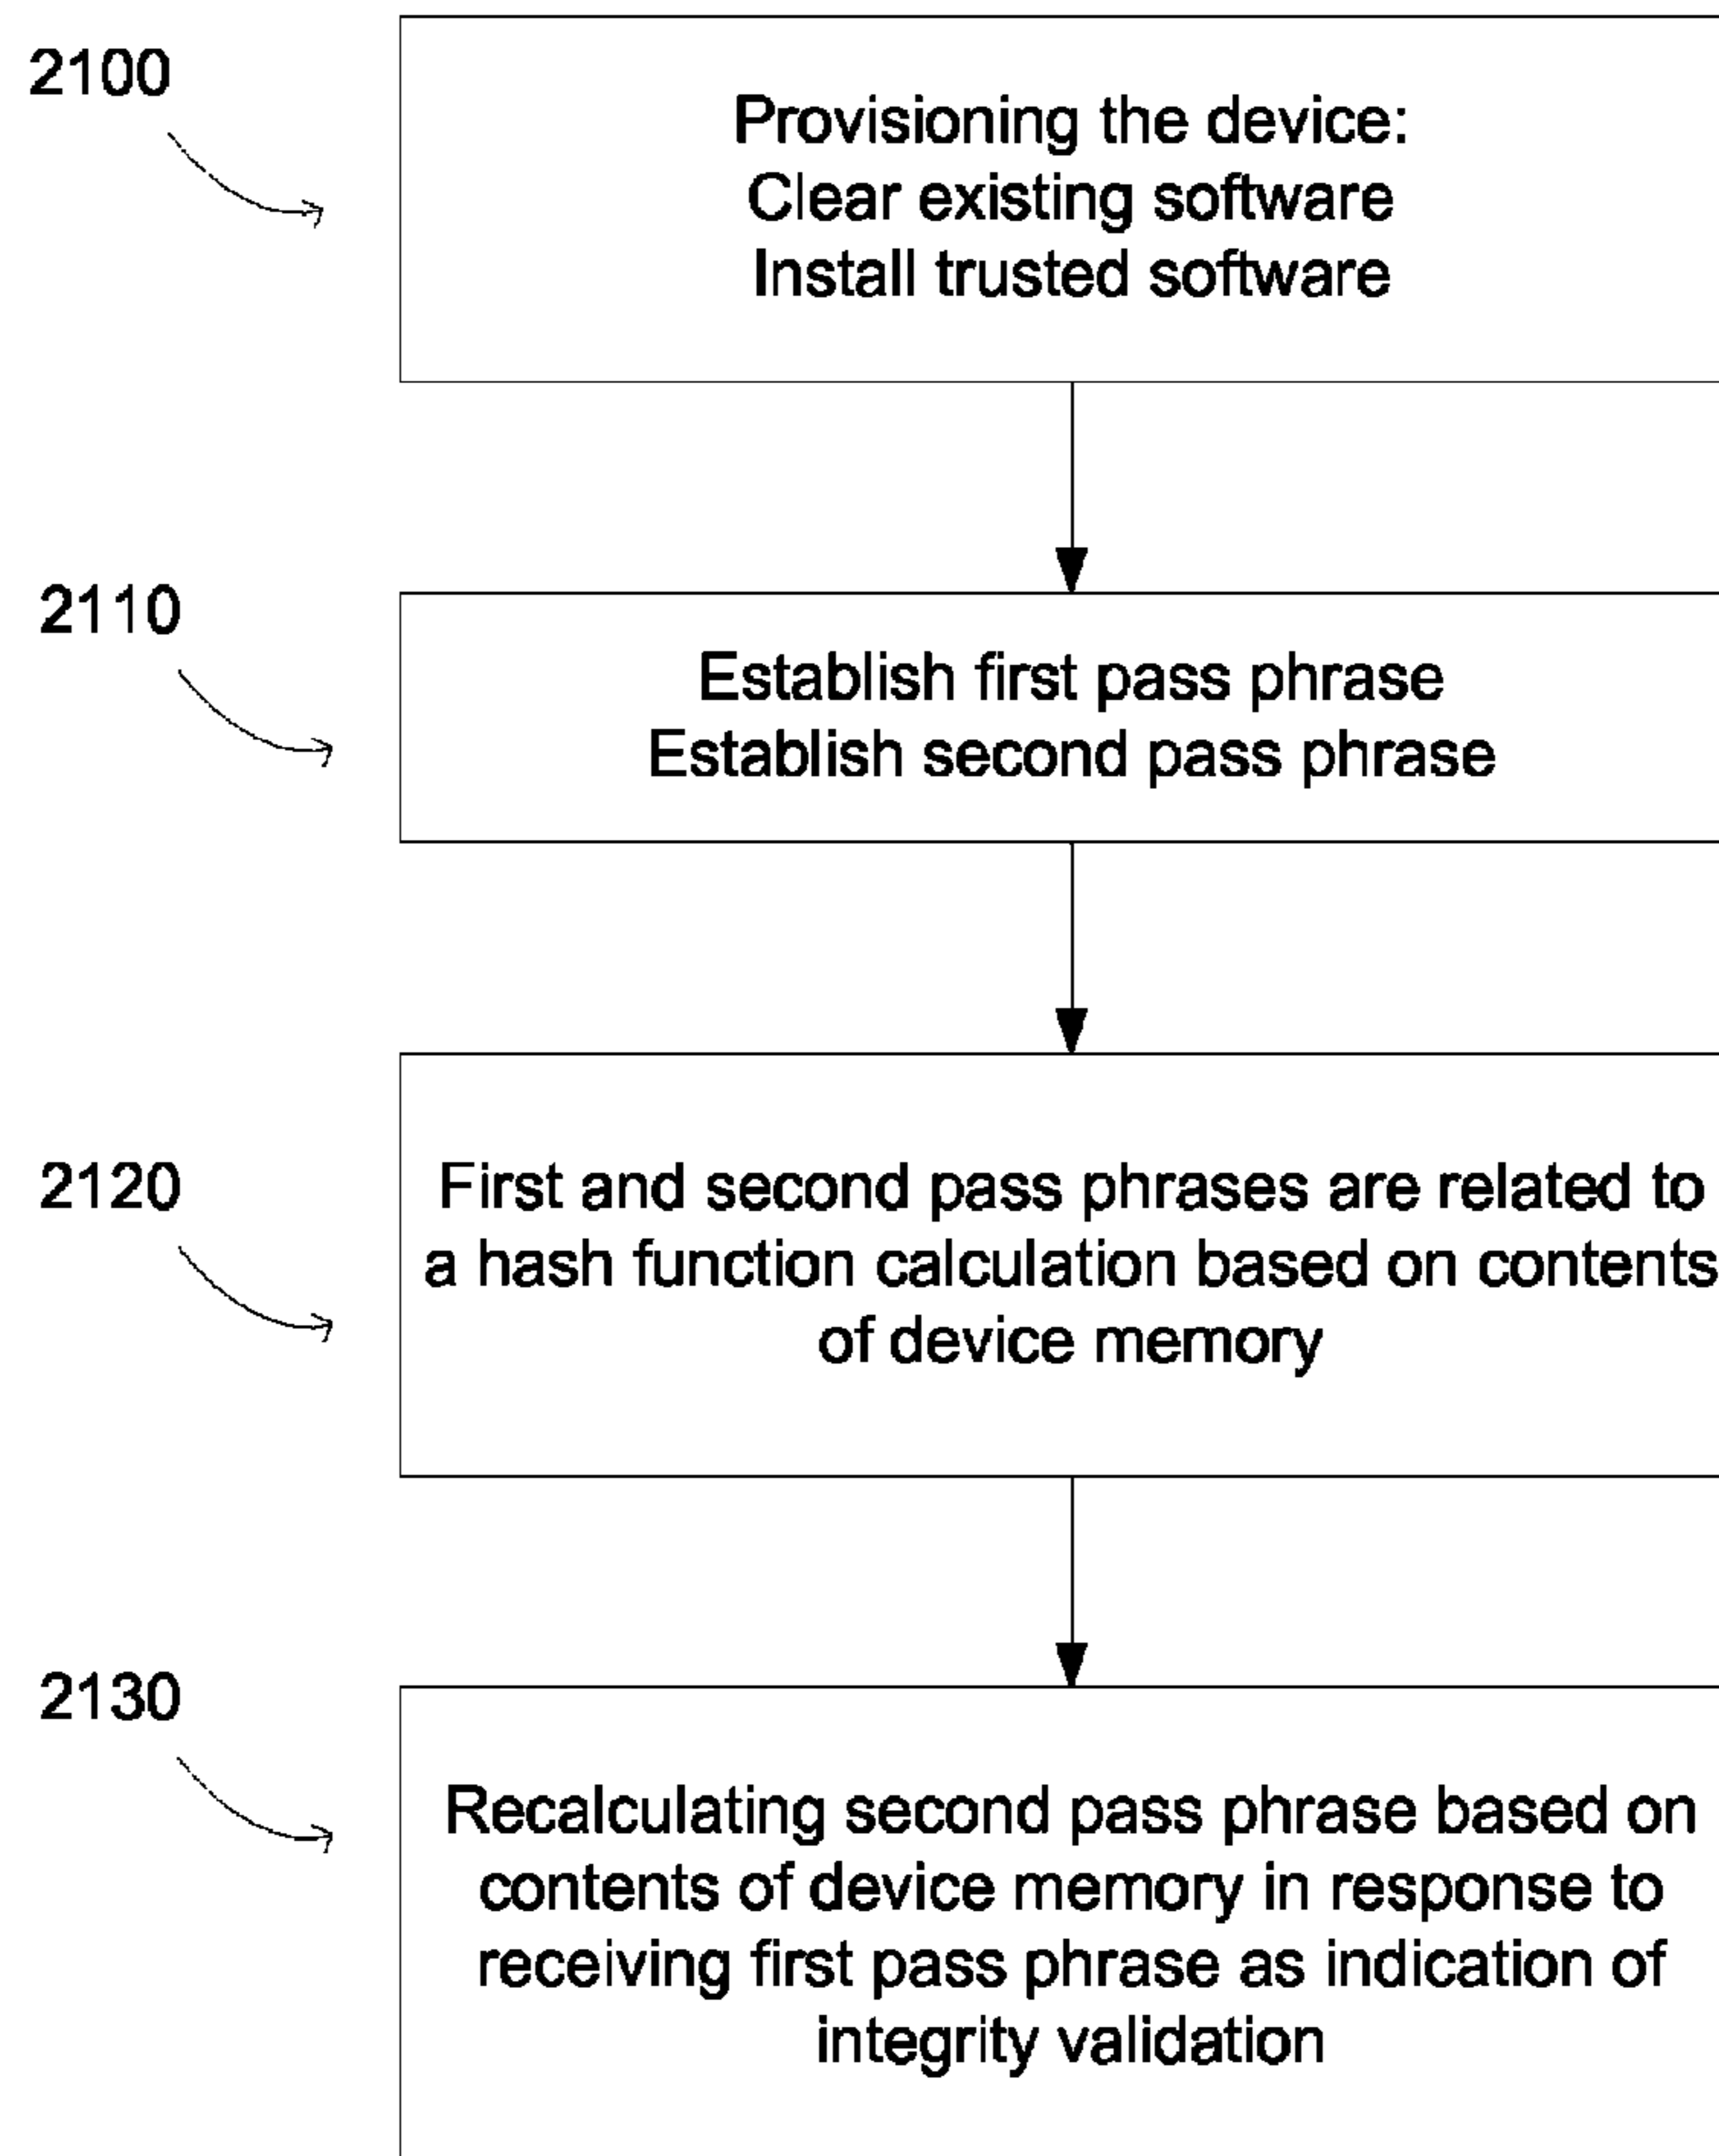 2100
Provisioning the device:
Clear existing software
Install trusted software
2110
Establish first pass phrase
Establish second pass phrase
2120
First and second pass phrases are related to
a hash function calculation based on contents
of device memory
2130
Recalculating second pass phrase based on
contents of device memory in response to
receiving first pass phrase as indication of
integrity validation